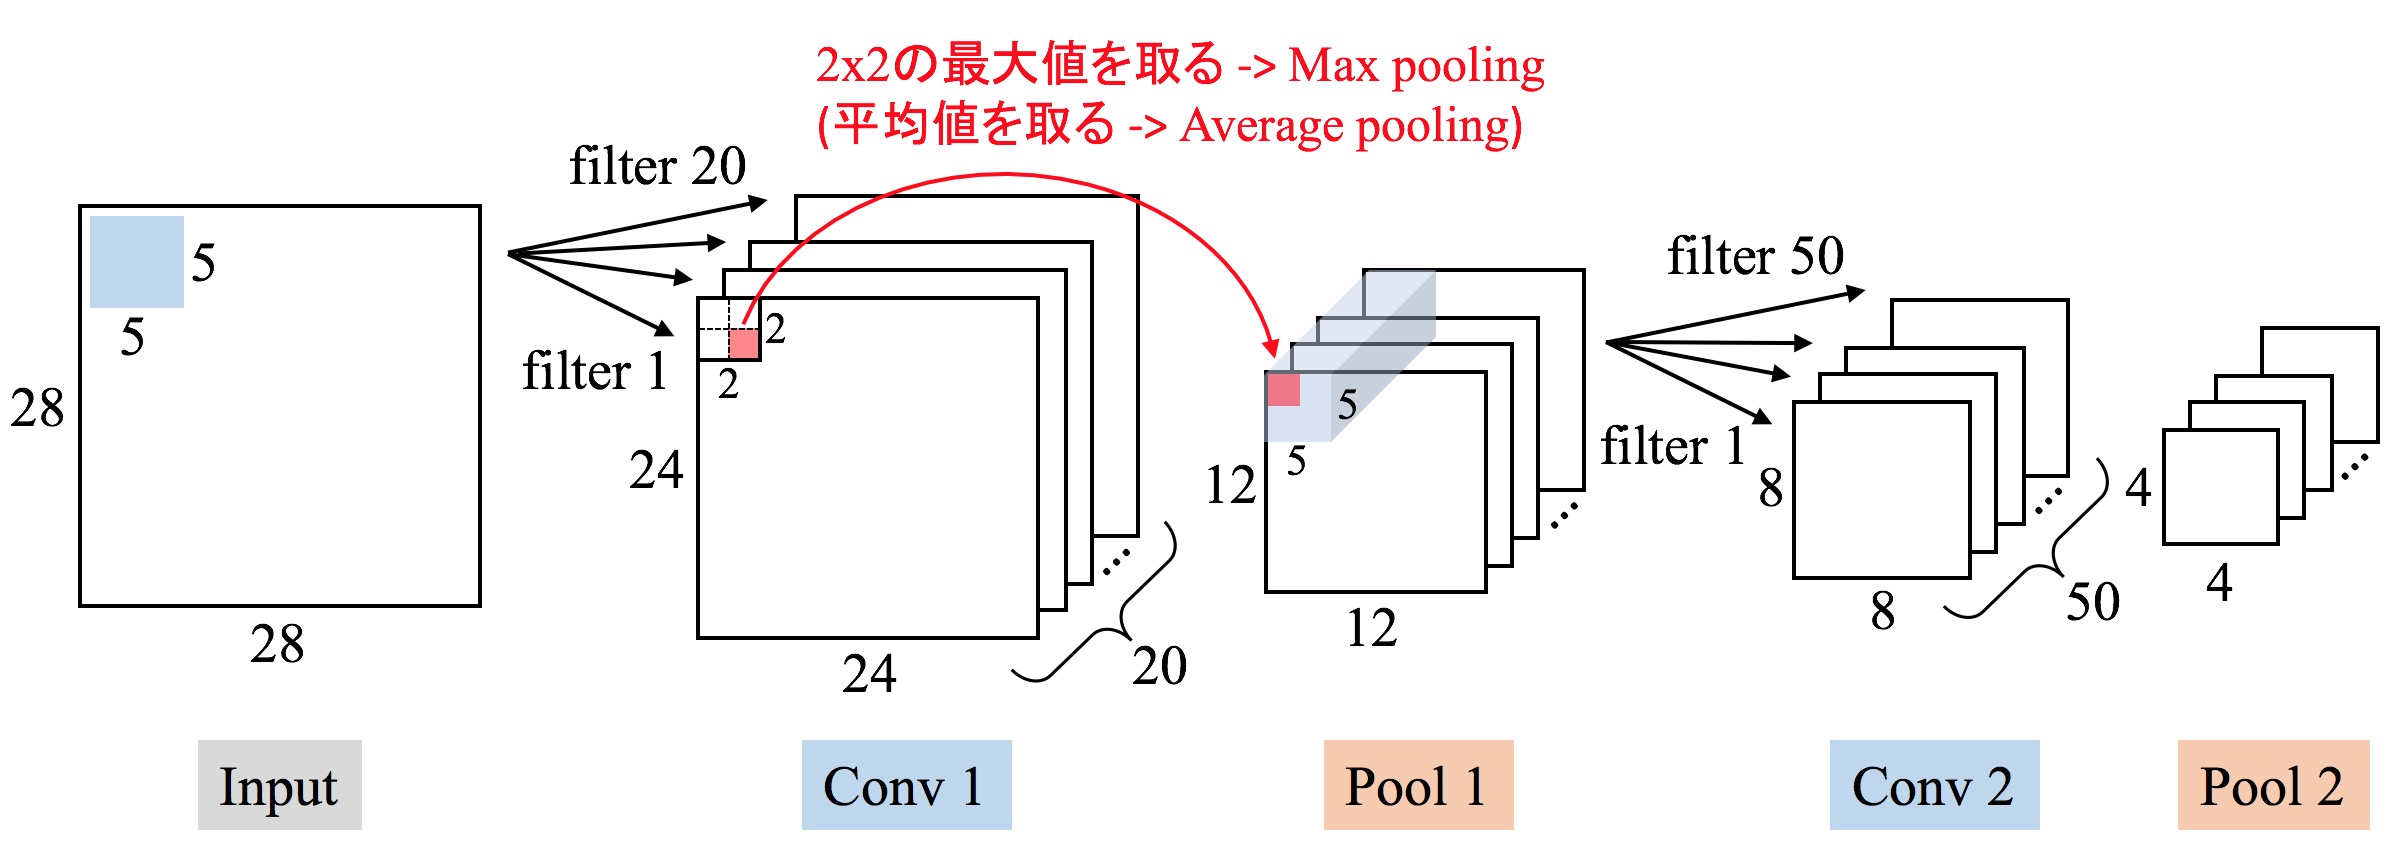 2x2の最大値を取る -> Max pooling
(平均値を取る -> Average pooling)
filter 20
filter 1
5
5
28
28
2
2
24
24
20
5
5
12
12
filter 50
filter 1
8
8
50
4
4
Input
Conv 1
Pool 1
Conv 2
Pool 2